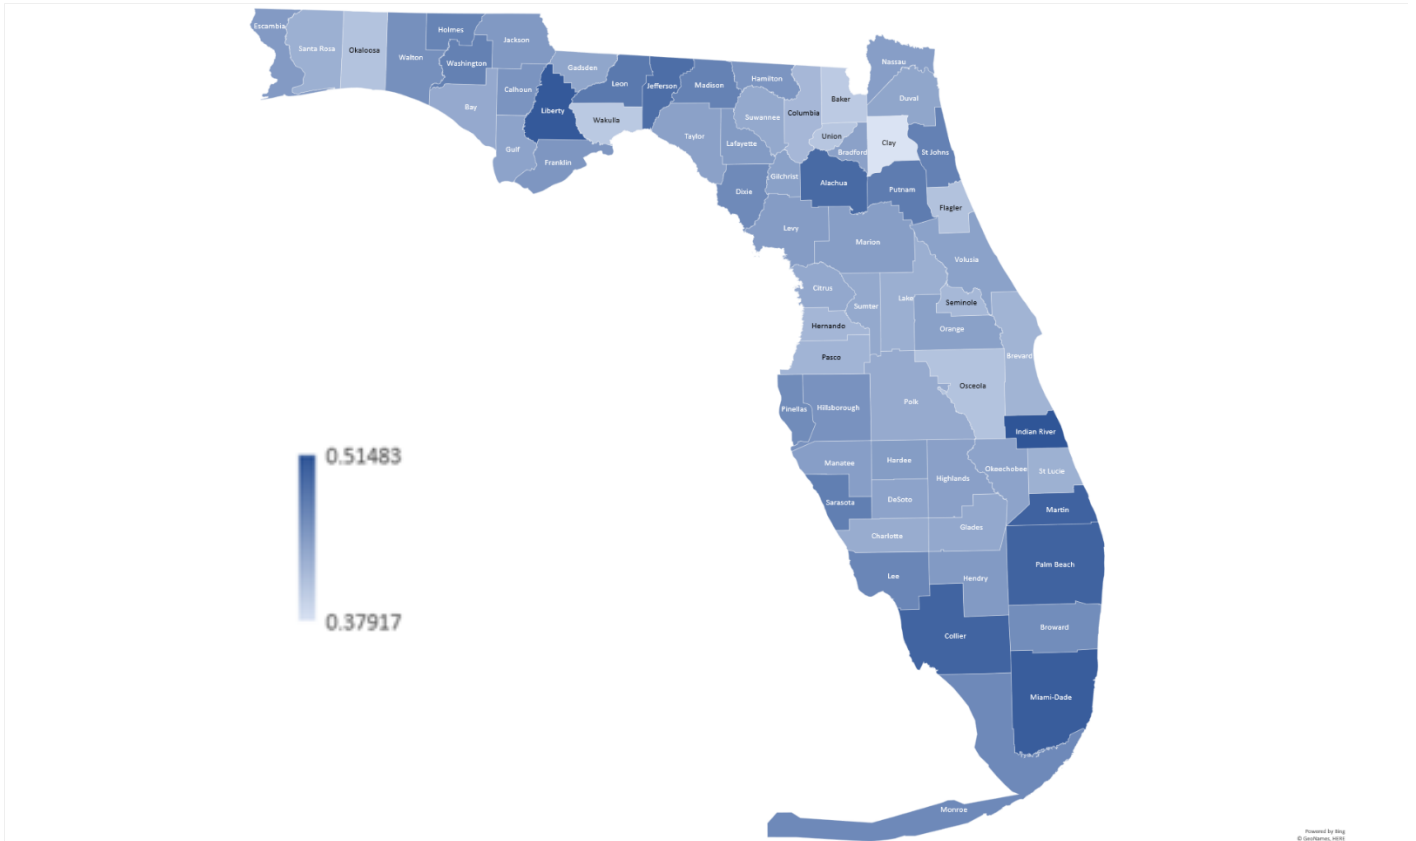 Escambia
Santa Rosa
Okaloosa
Walton
Holmes
Washington
Jackson
Bay
Calhoun
Gulf
Liberty
Gadsden
Franklin
Leon
Wakulla
Jefferson
Madison
Taylor
Hamilton
Suwannee
Lafayette
Dixie
Columbia
Gilchrist
Baker
Union
Bradford
Alachua
Nassau
Duval
Clay
St Johns
Putnam
Flagler
Levy
Marion
Volusia
Citrus
Sumter
Lake
Seminole
Orange
Hernando
Pasco
Brevard
Osceola
Polk
Pinellas
Hillsborough
Indian River
Manatee
Hardee
Highlands
Okeechobee
St Lucie
Sarasota
DeSoto
Martin
Charlotte
Glades
Lee
Hendry
Palm Beach
Collier
Broward
Miami-Dade
Monroe
0.51483
0.37917
Powered by Bing
© GeoNames, HERE